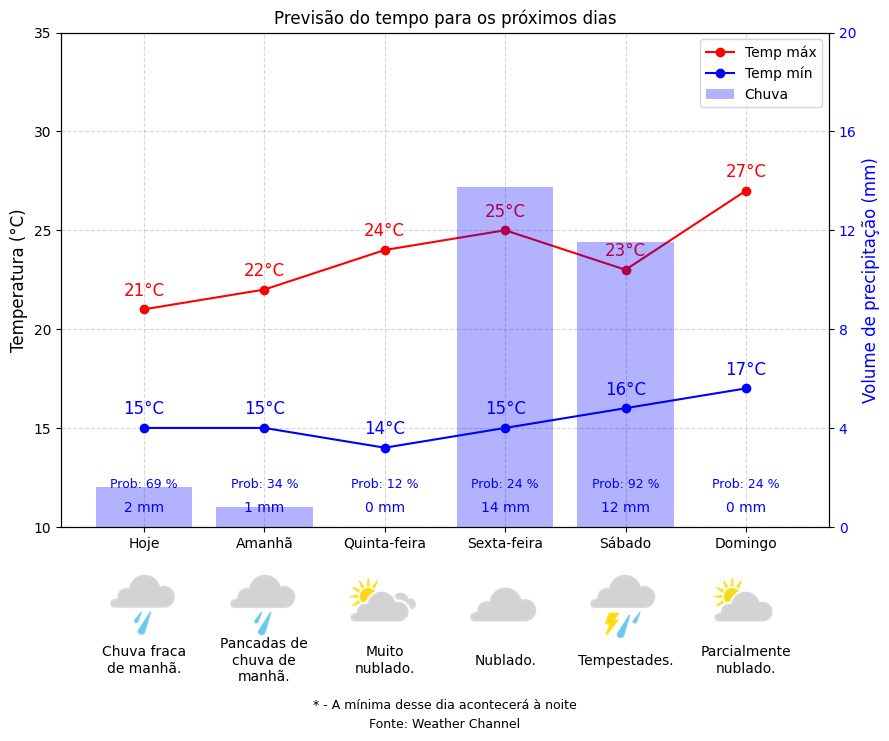 Previsão do tempo para os próximos dias
Temp máx
Temp mín
Chuva
Temperatura (°C)
Volume de precipitação (mm)
35
30
25
20
15
10
20
16
12
8
4
0
21°C
22°C
24°C
25°C
23°C
27°C
15°C
15°C
14°C
15°C
16°C
17°C
Prob: 69 %
Prob: 34 %
Prob: 12 %
Prob: 24 %
Prob: 92 %
Prob: 24 %
2 mm
1 mm
0 mm
14 mm
12 mm
0 mm
Hoje
Amanhã
Quinta-feira
Sexta-feira
Sábado
Domingo
Chuva fraca
de manhã.
Pancadas de
chuva de
manhã.
Muito
nublado.
Nublado.
Tempestades.
Parcialmente
nublado.
* - A mínima desse dia acontecerá à noite
Fonte: Weather Channel